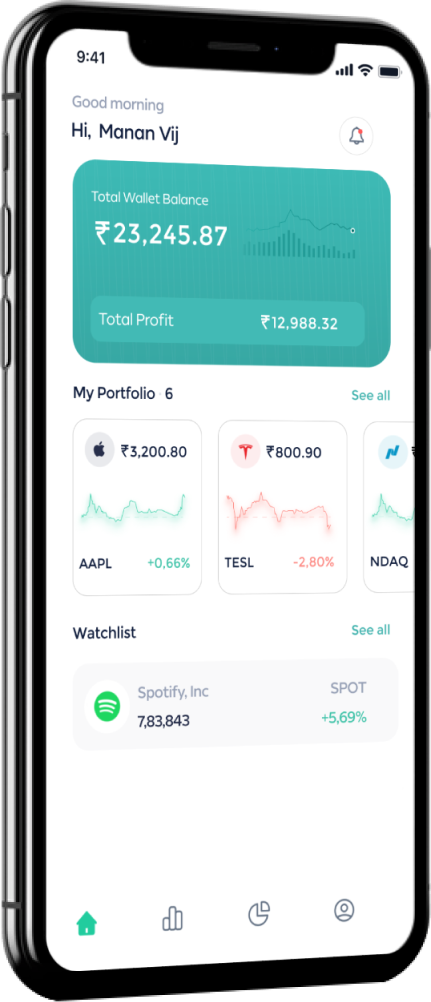 9:41
Good morning
Hi, Manan Vij
Total Wallet Balance
₹23,245.87
Total Profit ₹12,988.32
My Portfolio · 6 See all
₹3,200.80 ₹800.90
AAPL +0,66% TESL -2,80% NDAQ
Watchlist See all
Spotify, Inc SPOT
7,83,843 +5,69%